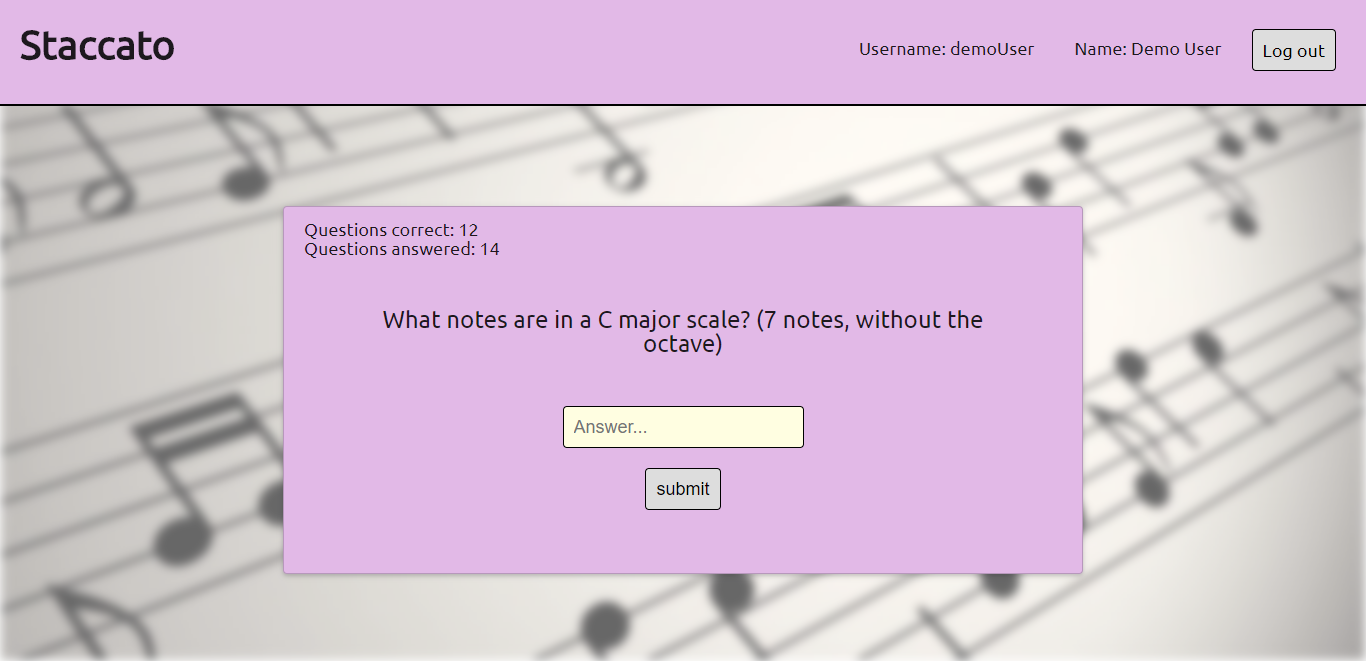 Staccato
Username: demoUser
Name: Demo User
Log out
Questions correct: 12
Questions answered: 14
What notes are in a C major scale? (7 notes, without the
octave)
Answer...
submit